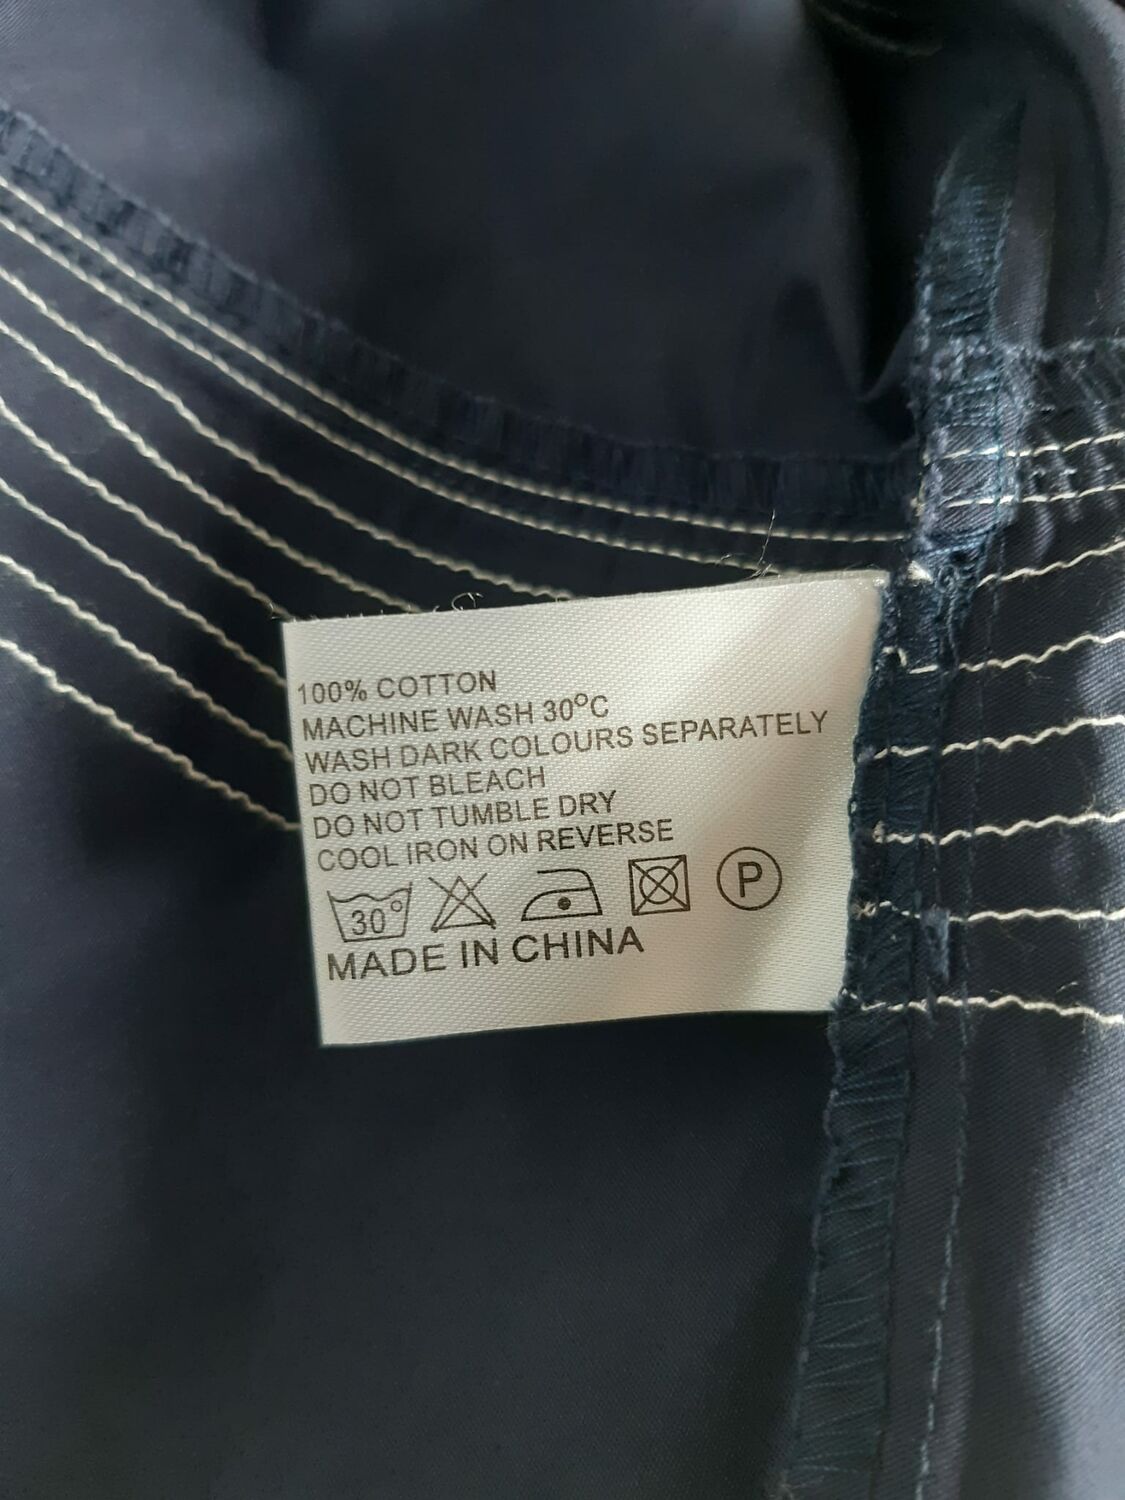 100% COTTON
MACHINE WASH 30°C
WASH DARK COLOURS SEPARATELY
DO NOT BLEACH
DO NOT TUMBLE DRY
COOL IRON ON REVERSE
30° P
MADE IN CHINA